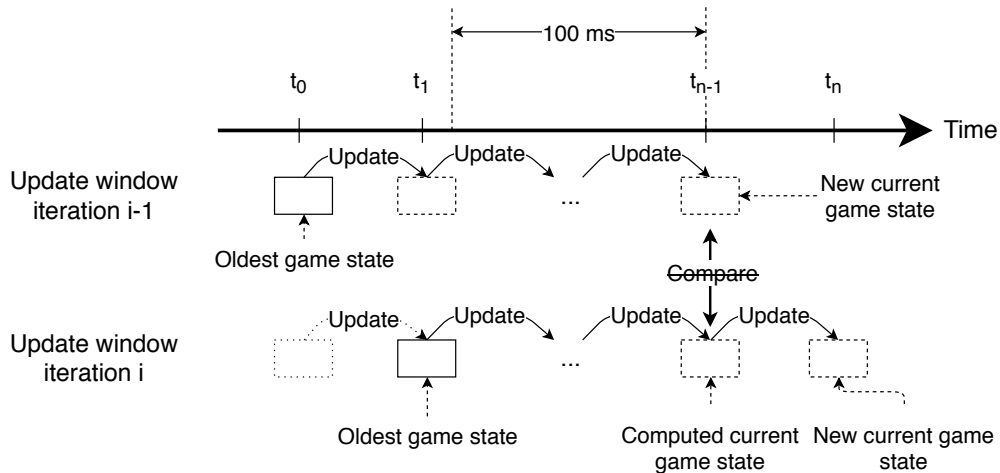 100 ms
t0 t1 tn-1 tn
Time
Update Update Update
Update window
iteration i-1
...
New current
game state
Oldest game state
Compare
Update Update Update Update
Update window
iteration i
...
Oldest game state
Computed current
game state
New current game
state